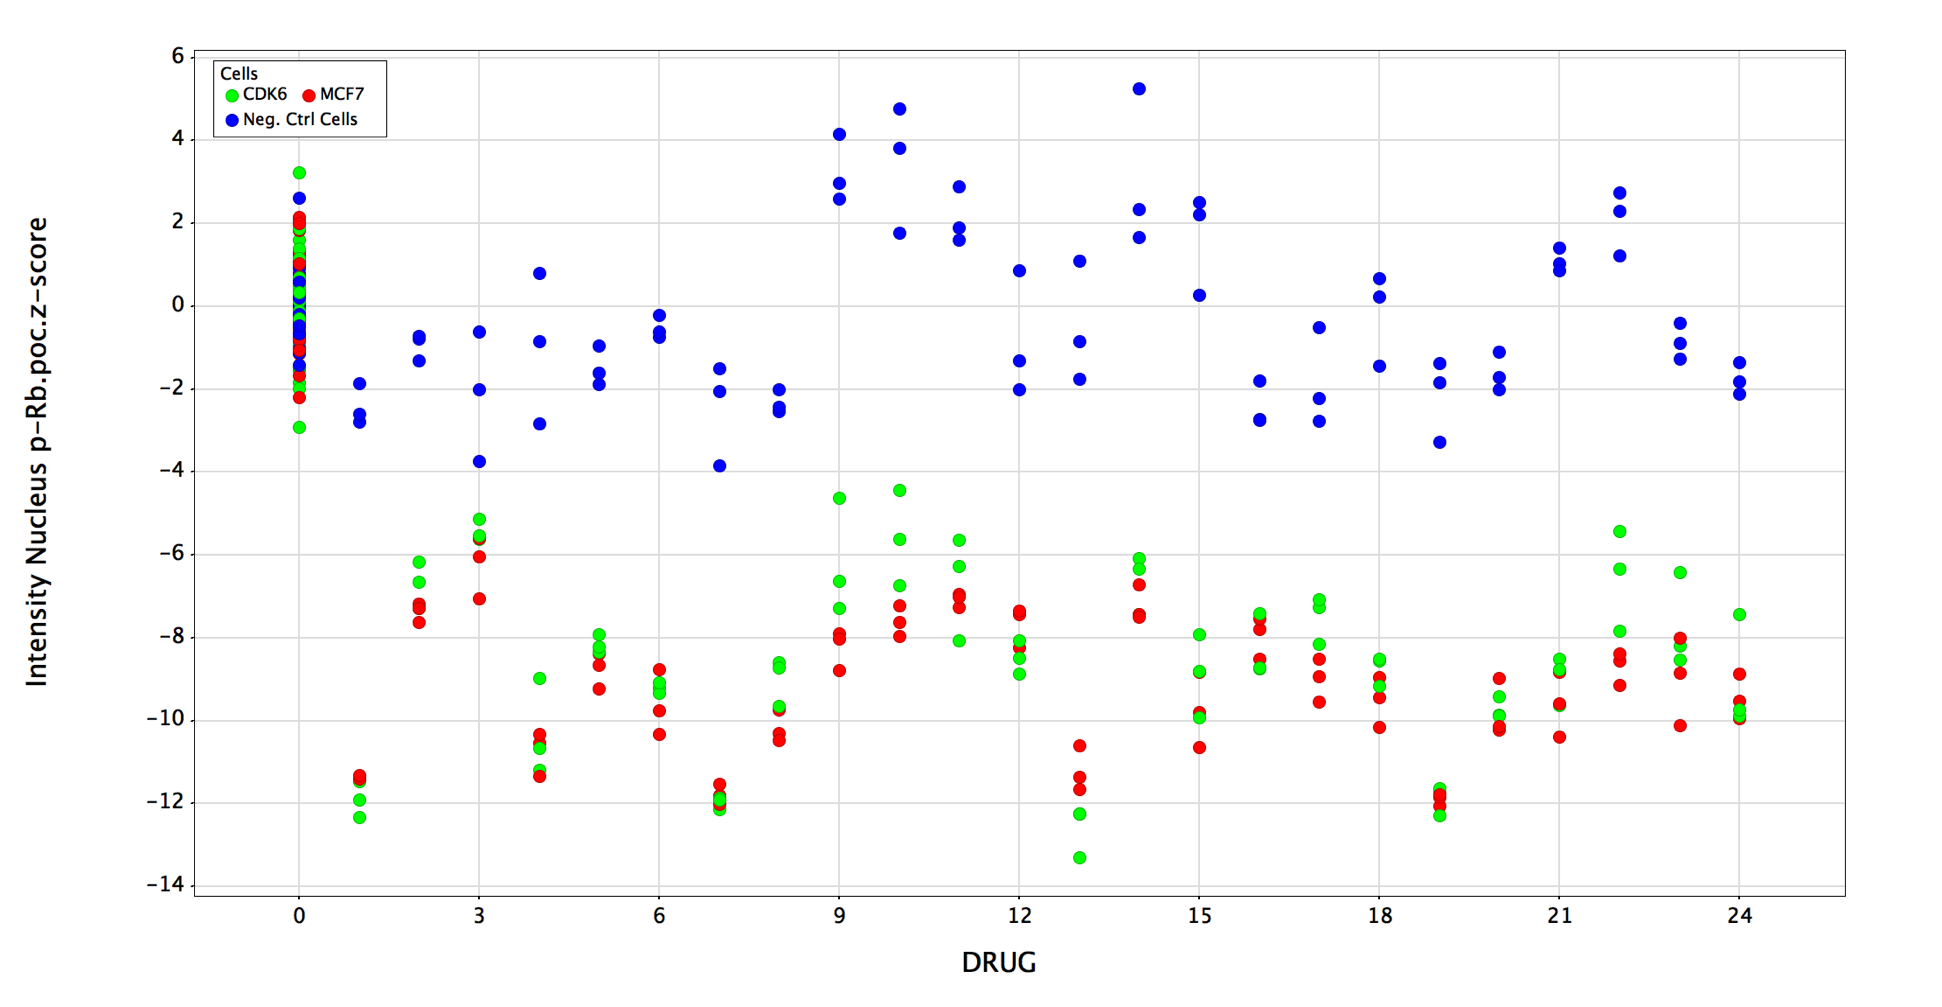 Intensity Nucleus p-Rb.poc.z-score
Cells
CDK6 MCF7
Neg. Ctrl Cells
6
4
2
0
-2
-4
-6
-8
-10
-12
-14
0 3 6 9 12 15 18 21 24
DRUG